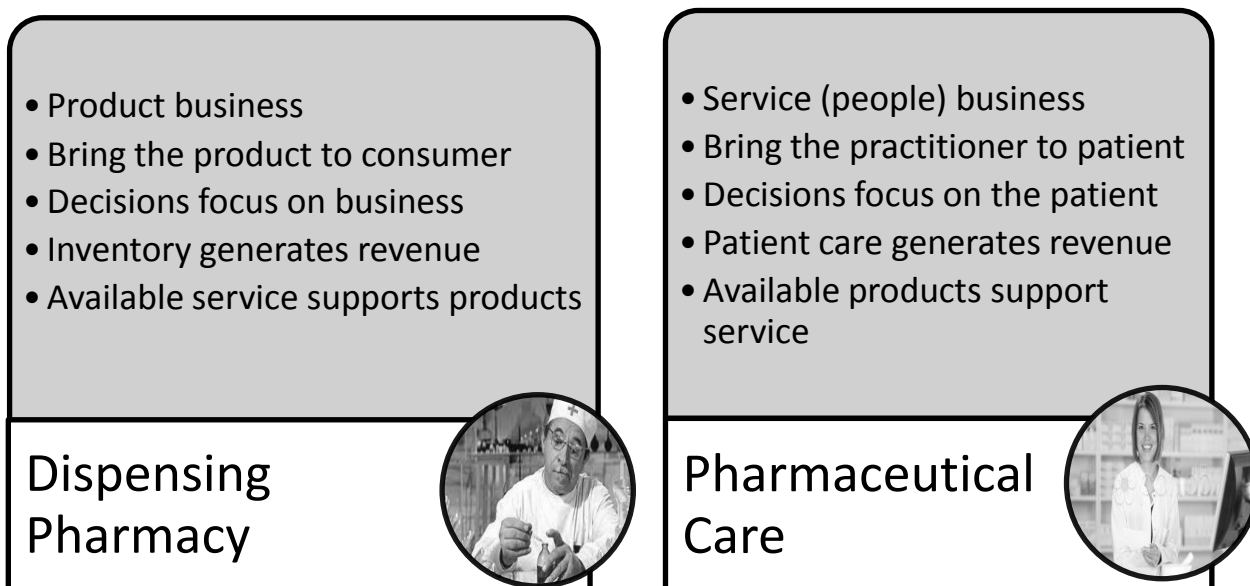 • Product business
• Bring the product to consumer
• Decisions focus on business
• Inventory generates revenue
• Available service supports products
Dispensing
Pharmacy
• Service (people) business
• Bring the practitioner to patient
• Decisions focus on the patient
• Patient care generates revenue
• Available products support
service
Pharmaceutical
Care